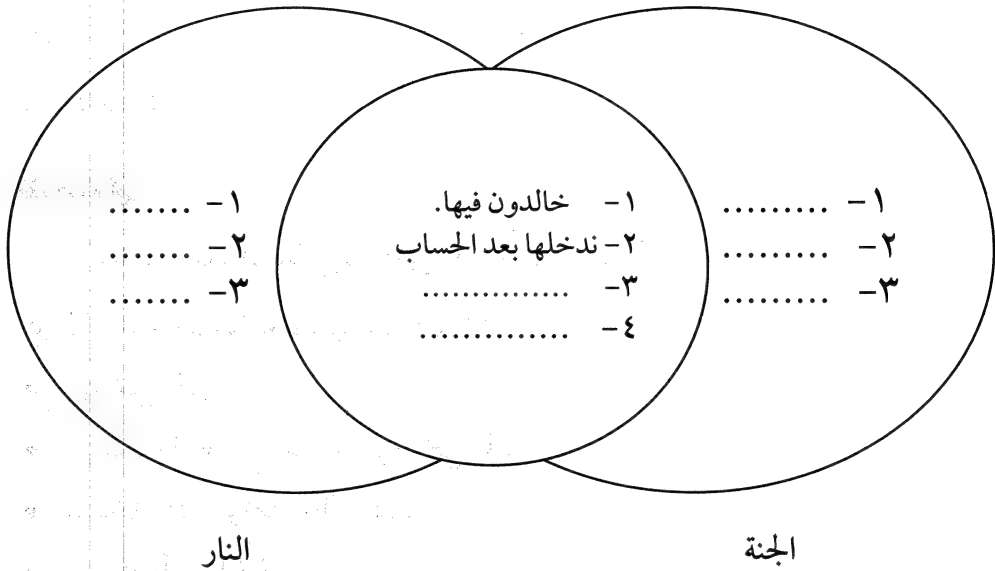 ١- .........
٢- .........
٣- .........
١- خالدون فيها.
٢- ندخلها بعد الحساب
٣- ...............
٤- ...............
١- .......
٢- .......
٣- .......
الجنة
النار